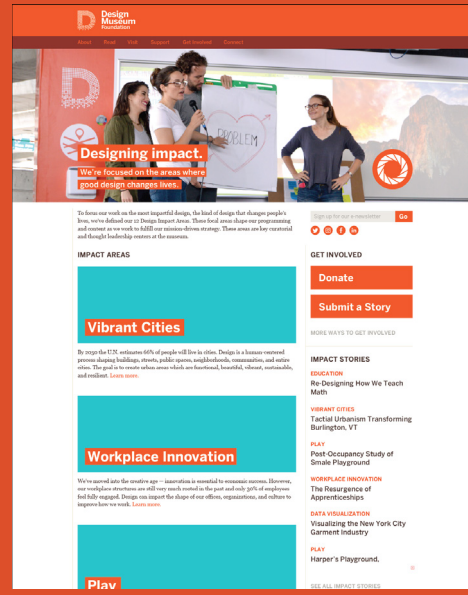 Design
Museum
Foundation
About Read Visit Support Get Involved Connect
PROBLEM
Designing impact.
We're focused on the areas where
good design changes lives.
To focus our work on the most impactful design, the kind of design that changes people's
lives, we've defined our 12 Design Impact Areas. These focal areas shape our programming
and content as we work to fulfill our mission-driven strategy. These areas are key curatorial
and thought leadership centers at the museum.
IMPACT AREAS
Vibrant Cities
By 2030 the U.N. estimates 66% of people will live in cities. Design is a human-centered
process shaping buildings, streets, public spaces, neighborhoods, communities, and entire
cities. The goal is to create urban areas which are functional, beautiful, vibrant, sustainable,
and resilient. Learn more.
Workplace Innovation
We've moved into the creative age — innovation is essential to economic success. However,
our workplace structures are still very much rooted in the past and only 30% of employees
feel fully engaged. Design can impact the shape of our offices, organizations, and culture to
improve how we work. Learn more.
Play
Sign up for our e-newsletter Go
GET INVOLVED
Donate
Submit a Story
MORE WAYS TO GET INVOLVED
IMPACT STORIES
EDUCATION
Re-Designing How We Teach
Math
VIBRANT CITIES
Tactial Urbanism Transforming
Burlington, VT
PLAY
Post-Occupancy Study of
Smale Playground
WORKPLACE INNOVATION
The Resurgence of
Apprenticeships
DATA VISUALIZATION
Visualizing the New York City
Garment Industry
PLAY
Harper's Playground,
SEE ALL IMPACT STORIES